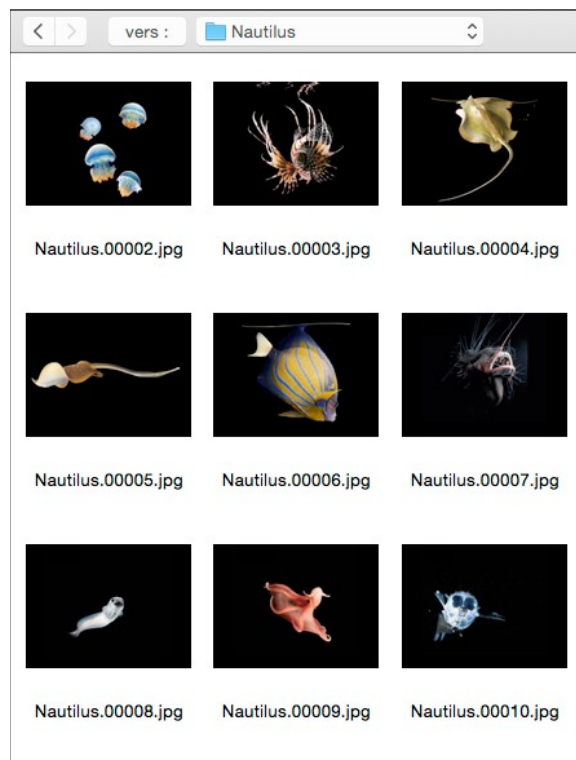 vers : Nautilus
Nautilus.00002.jpg Nautilus.00003.jpg Nautilus.00004.jpg
Nautilus.00005.jpg Nautilus.00006.jpg Nautilus.00007.jpg
Nautilus.00008.jpg Nautilus.00009.jpg Nautilus.00010.jpg